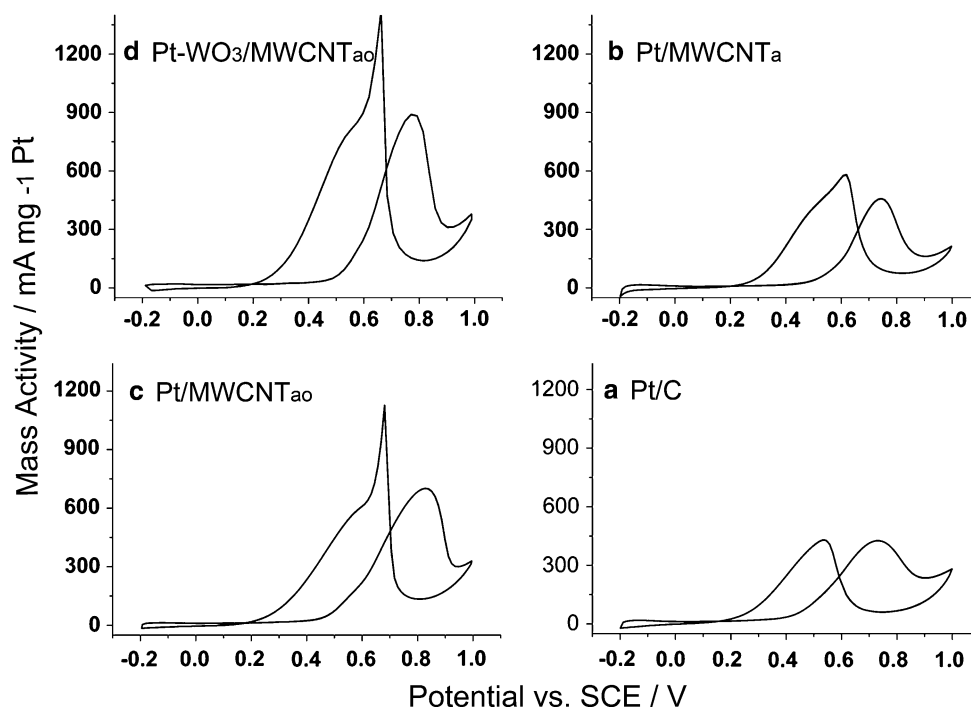 Mass Activity / mA mg -1 Pt
d Pt-WO3/MWCNTao
1200
900
600
300
0
-0.2 0.0 0.2 0.4 0.6 0.8 1.0
b Pt/MWCNTa
1200
900
600
300
0
-0.2 0.0 0.2 0.4 0.6 0.8 1.0
c Pt/MWCNTao
1200
900
600
300
0
-0.2 0.0 0.2 0.4 0.6 0.8 1.0
a Pt/C
1200
900
600
300
0
-0.2 0.0 0.2 0.4 0.6 0.8 1.0
Potential vs. SCE / V